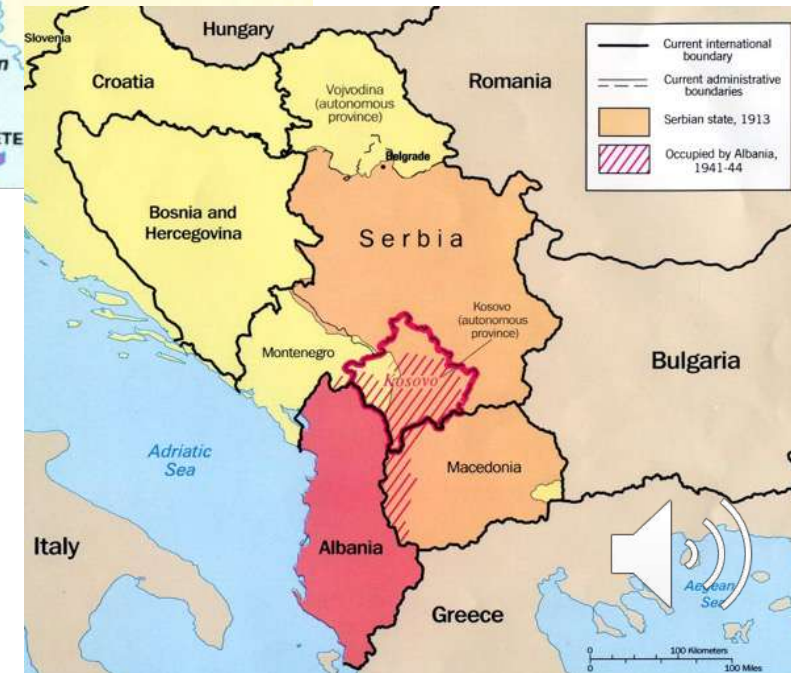 Slovenia
Hungary
Croatia
Vojvodina
(autonomous
province)
Romania
Belgrade
Current international
boundary
Current administrative
boundaries
Serbian state, 1913
Occupied by Albania,
1941-44
Bosnia and
Hercegovina
Serbia
Kosovo
(autonomous
province)
Montenegro
Kosovo
Bulgaria
Adriatic
Sea
Macedonia
Italy
Albania
Aegean
Sea
Greece
0 100 Kilometers
0 100 Miles